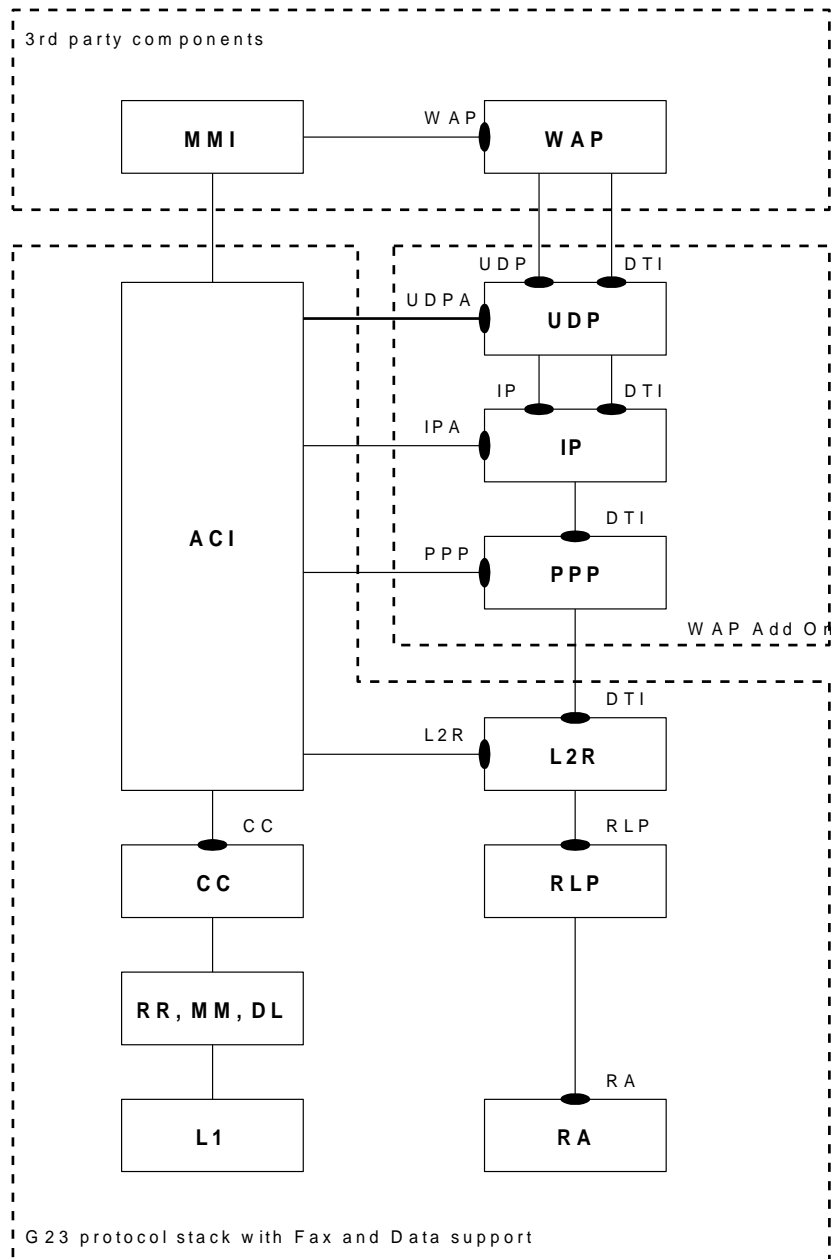 3rd party components
WAP
MMI
WAP
UDP
DTI
UDPA
UDP
IP
DTI
IPA
IP
DTI
ACI
PPP
PPP
WAP Add On
DTI
L2R
L2R
CC
RLP
CC
RLP
RR, MM, DL
RA
L1
RA
G23 protocol stack with Fax and Data support